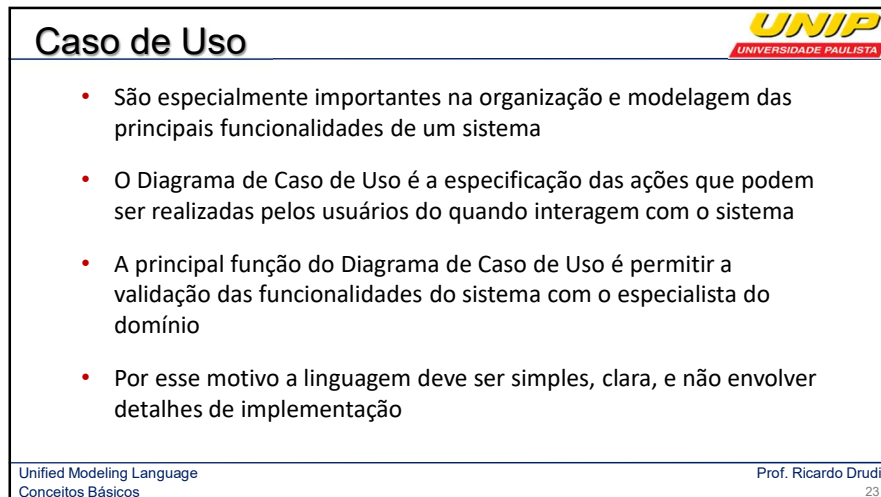 Caso de Uso
UNIP
UNIVERSIDADE PAULISTA
• São especialmente importantes na organização e modelagem das
principais funcionalidades de um sistema
• O Diagrama de Caso de Uso é a especificação das ações que podem
ser realizadas pelos usuários do quando interagem com o sistema
• A principal função do Diagrama de Caso de Uso é permitir a
validação das funcionalidades do sistema com o especialista do
domínio
• Por esse motivo a linguagem deve ser simples, clara, e não envolver
detalhes de implementação
Unified Modeling Language
Conceitos Básicos
Prof. Ricardo Drudi
23